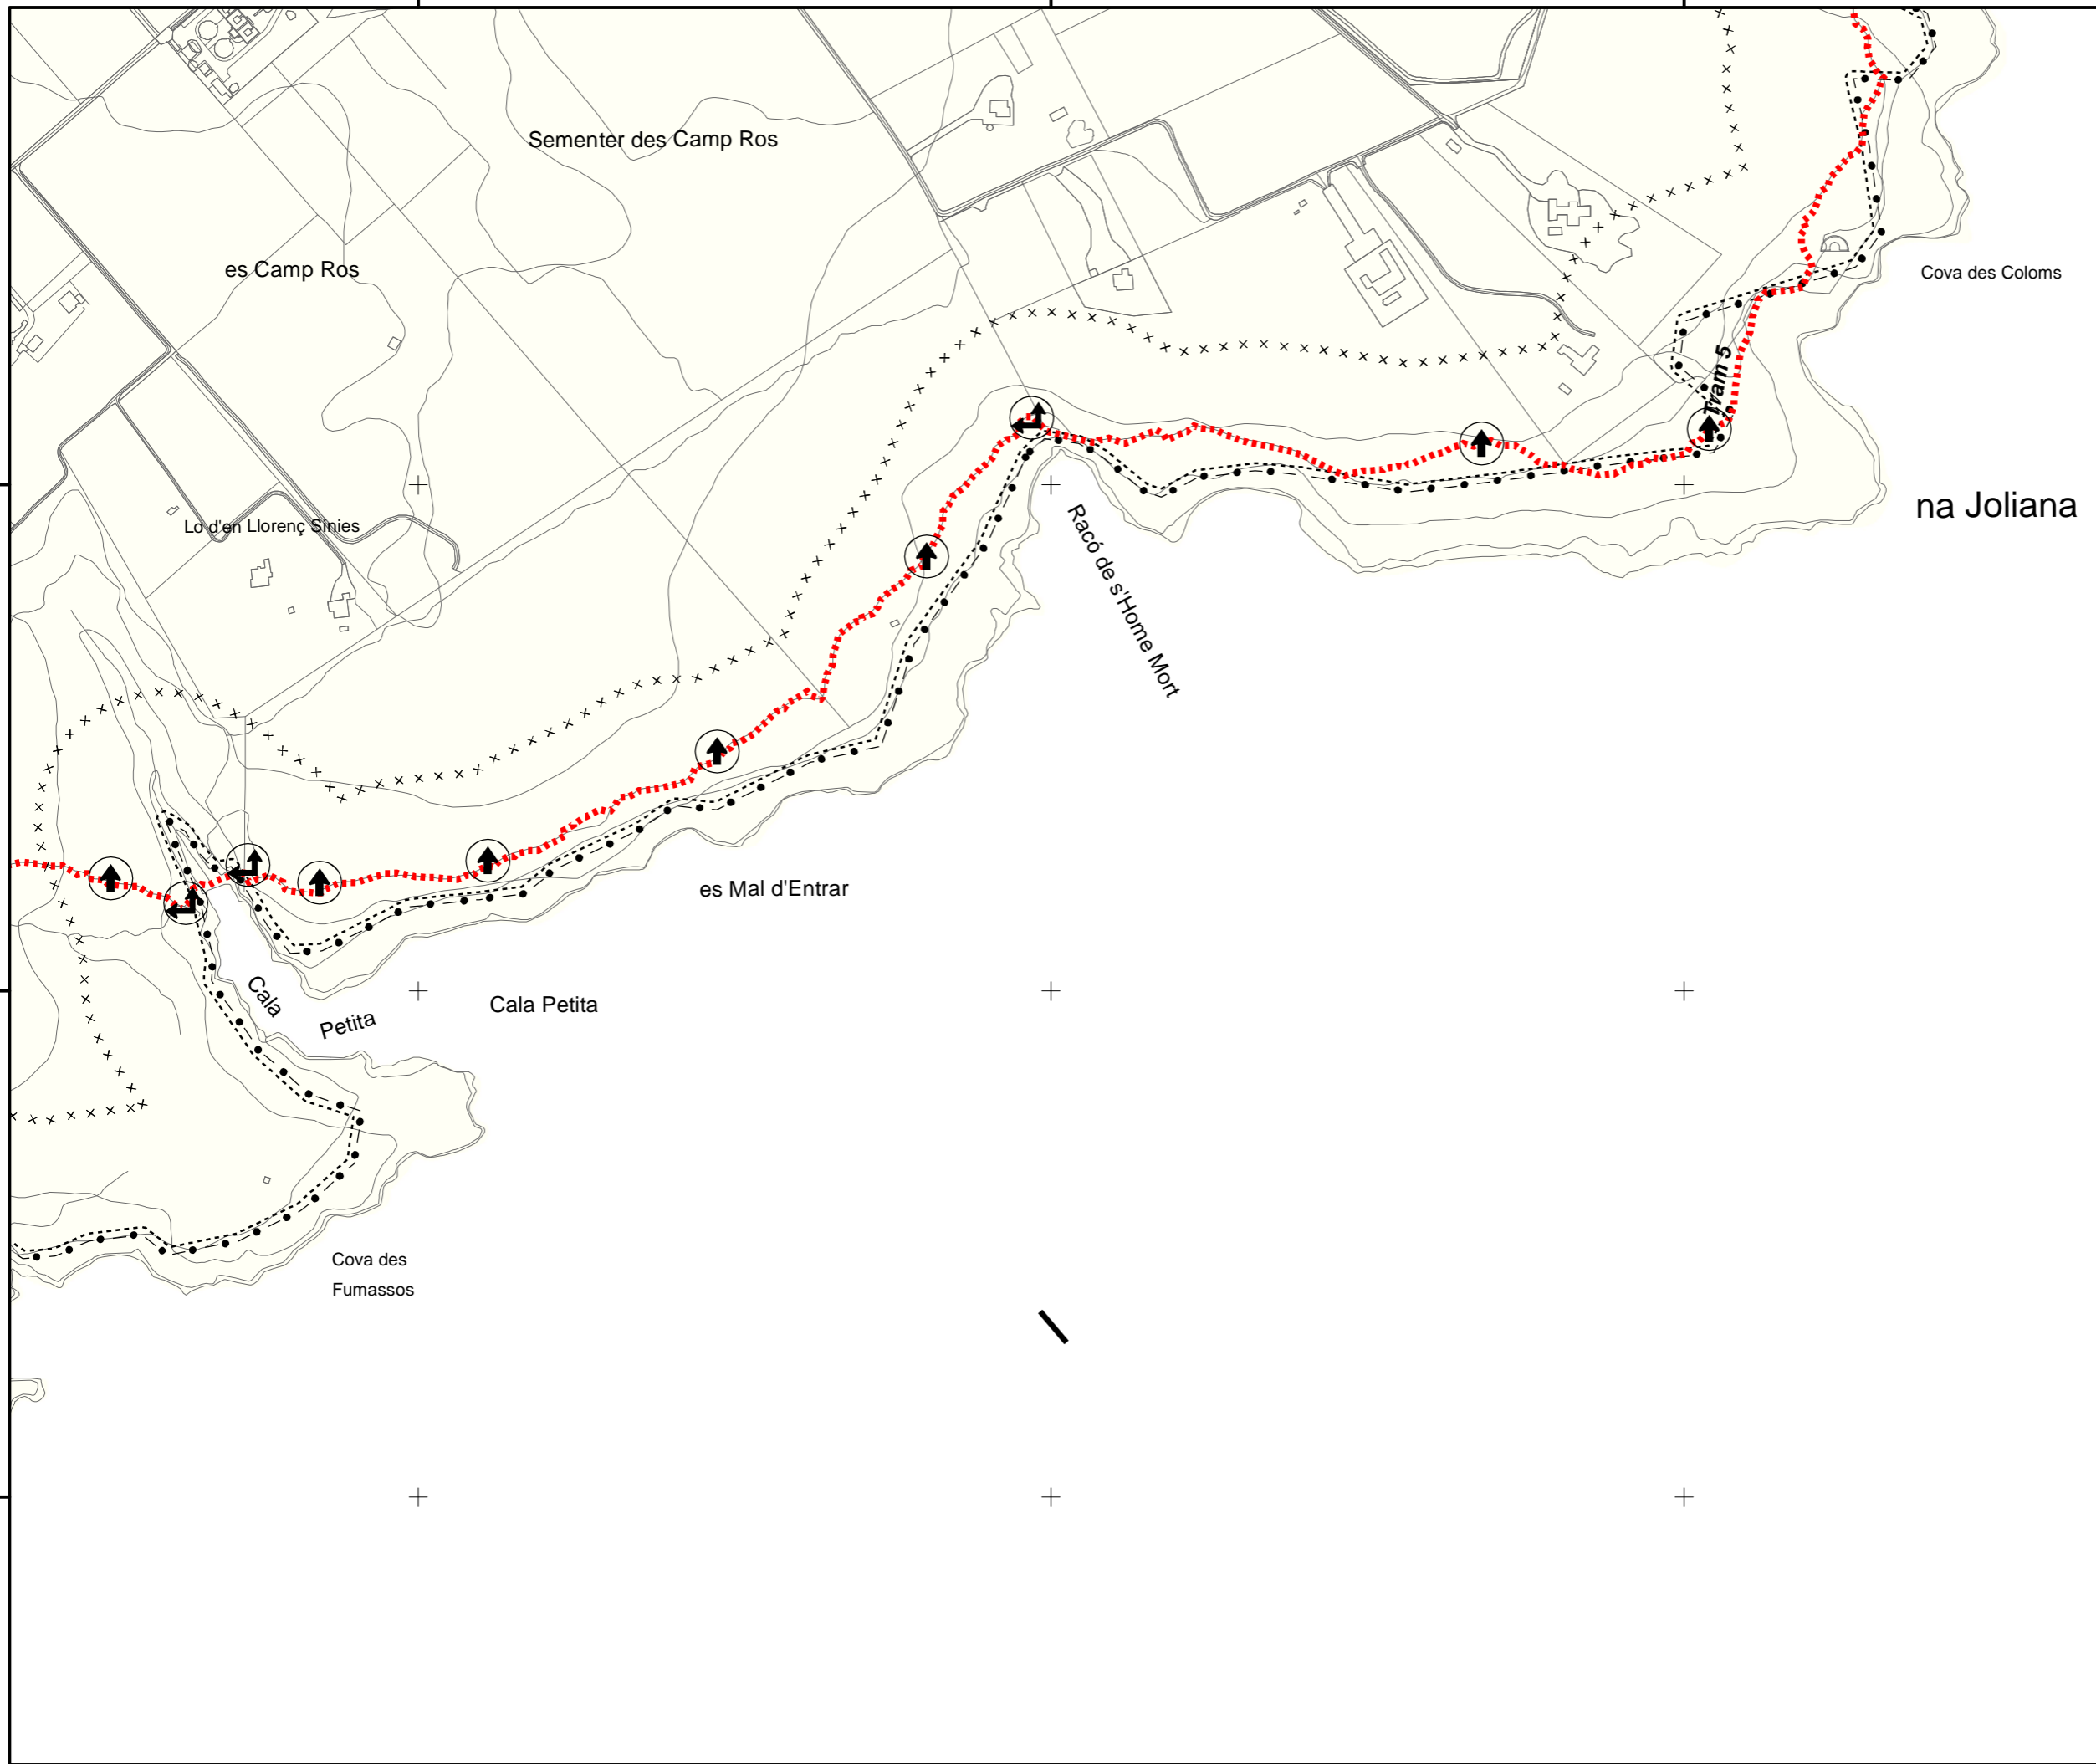 Sementer des Camp Ros
es Camp Ros
Cova des Coloms
Tram 5
na Joliana
Lo d'en Llorenç Sinies
Racó de s'Home Mort
es Mal d'Entrar
Cala
Petita
Cala Petita
Cova des
Fumassos